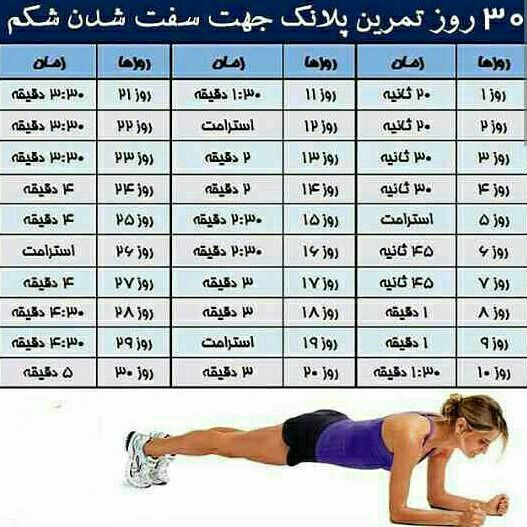 ۳۰ روز تمرین پلانک جهت سفت شدن شکم
روزها زمان روزها زمان روزها زمان
روز ۱ ۲۰ ثانیه روز ۱۱ ۱:۳۰ دقیقه روز ۲۱ ۳:۳۰ دقیقه
روز ۲ ۲۰ ثانیه روز ۱۲ استراحت روز ۲۲ ۳:۳۰ دقیقه
روز ۳ ۳۰ ثانیه روز ۱۳ ۲ دقیقه روز ۲۳ ۳:۳۰ دقیقه
روز ۴ ۳۰ ثانیه روز ۱۴ ۲ دقیقه روز ۲۴ ۴ دقیقه
روز ۵ استراحت روز ۱۵ ۲:۳۰ دقیقه روز ۲۵ ۴ دقیقه
روز ۶ ۴۵ ثانیه روز ۱۶ ۲:۳۰ دقیقه روز ۲۶ استراحت
روز ۷ ۴۵ ثانیه روز ۱۷ ۳ دقیقه روز ۲۷ ۴ دقیقه
روز ۸ ۱ دقیقه روز ۱۸ ۳ دقیقه روز ۲۸ ۴:۳۰ دقیقه
روز ۹ ۱ دقیقه روز ۱۹ استراحت روز ۲۹ ۴:۳۰ دقیقه
روز ۱۰ ۱:۳۰ دقیقه روز ۲۰ ۳ دقیقه روز ۳۰ ۵ دقیقه